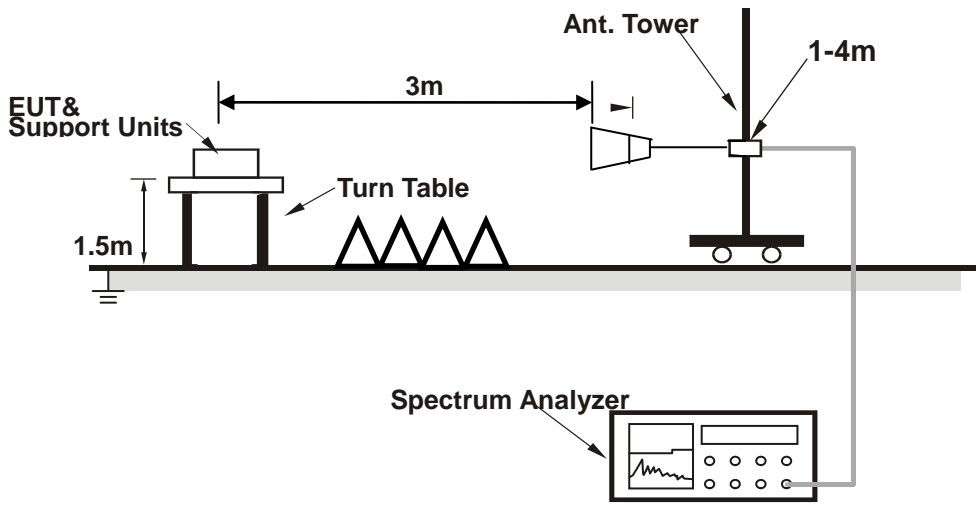 Ant. Tower
1-4m
3m
EUT&
Support Units
Turn Table
1.5m
Spectrum Analyzer